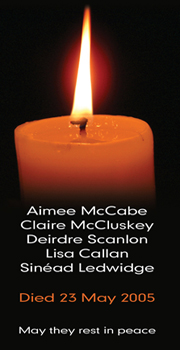 Aimee McCabe
Claire McCluskey
Deirdre Scanlon
Lisa Callan
Sinéad Ledwidge
Died 23 May 2005
May they rest in peace